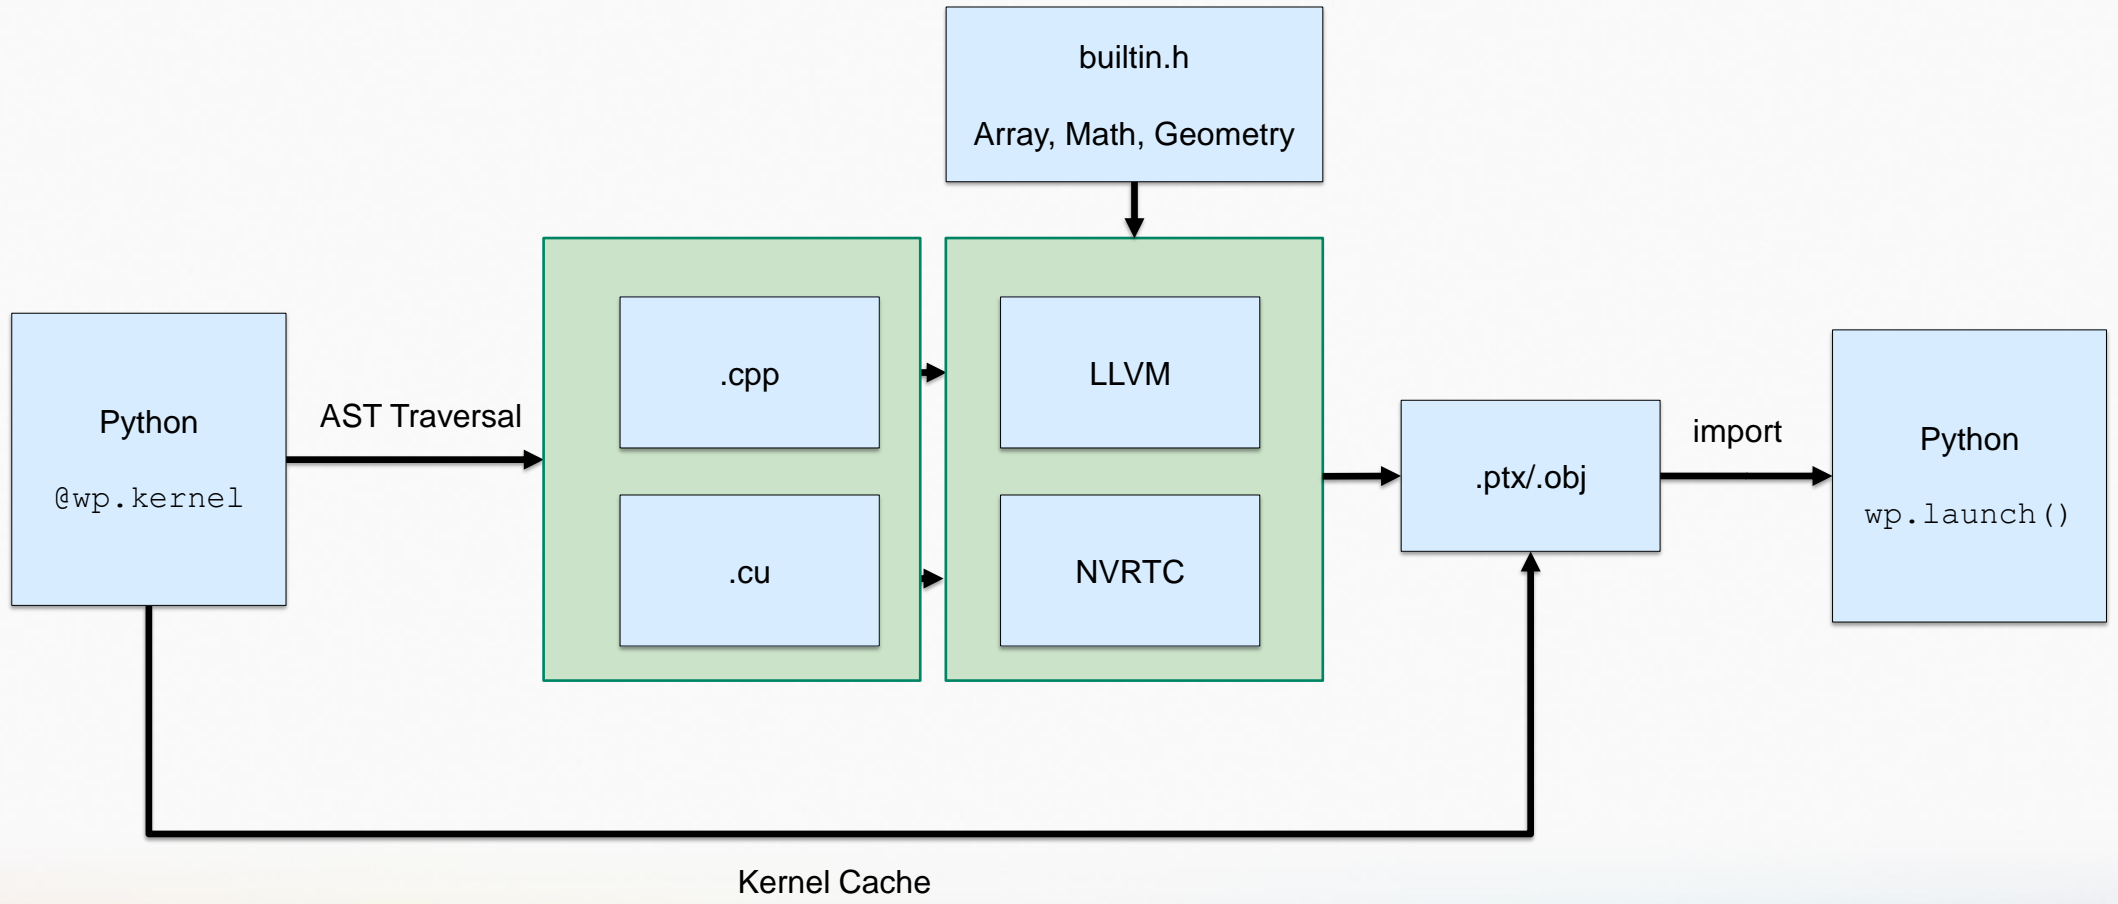 builtin.h
Array, Math, Geometry
Python
@wp.kernel
AST Traversal
.cpp
.cu
LLVM
NVRTC
.ptx/.obj
import
Python
wp.launch()
Kernel Cache